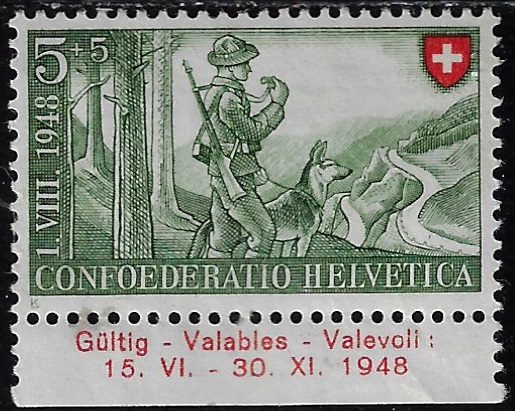 5+5
1. VIII. 1948
CONFOEDERATIO HELVETICA
K
Gültig - Valables - Valevoli :
15. VI. - 30. XI. 1948